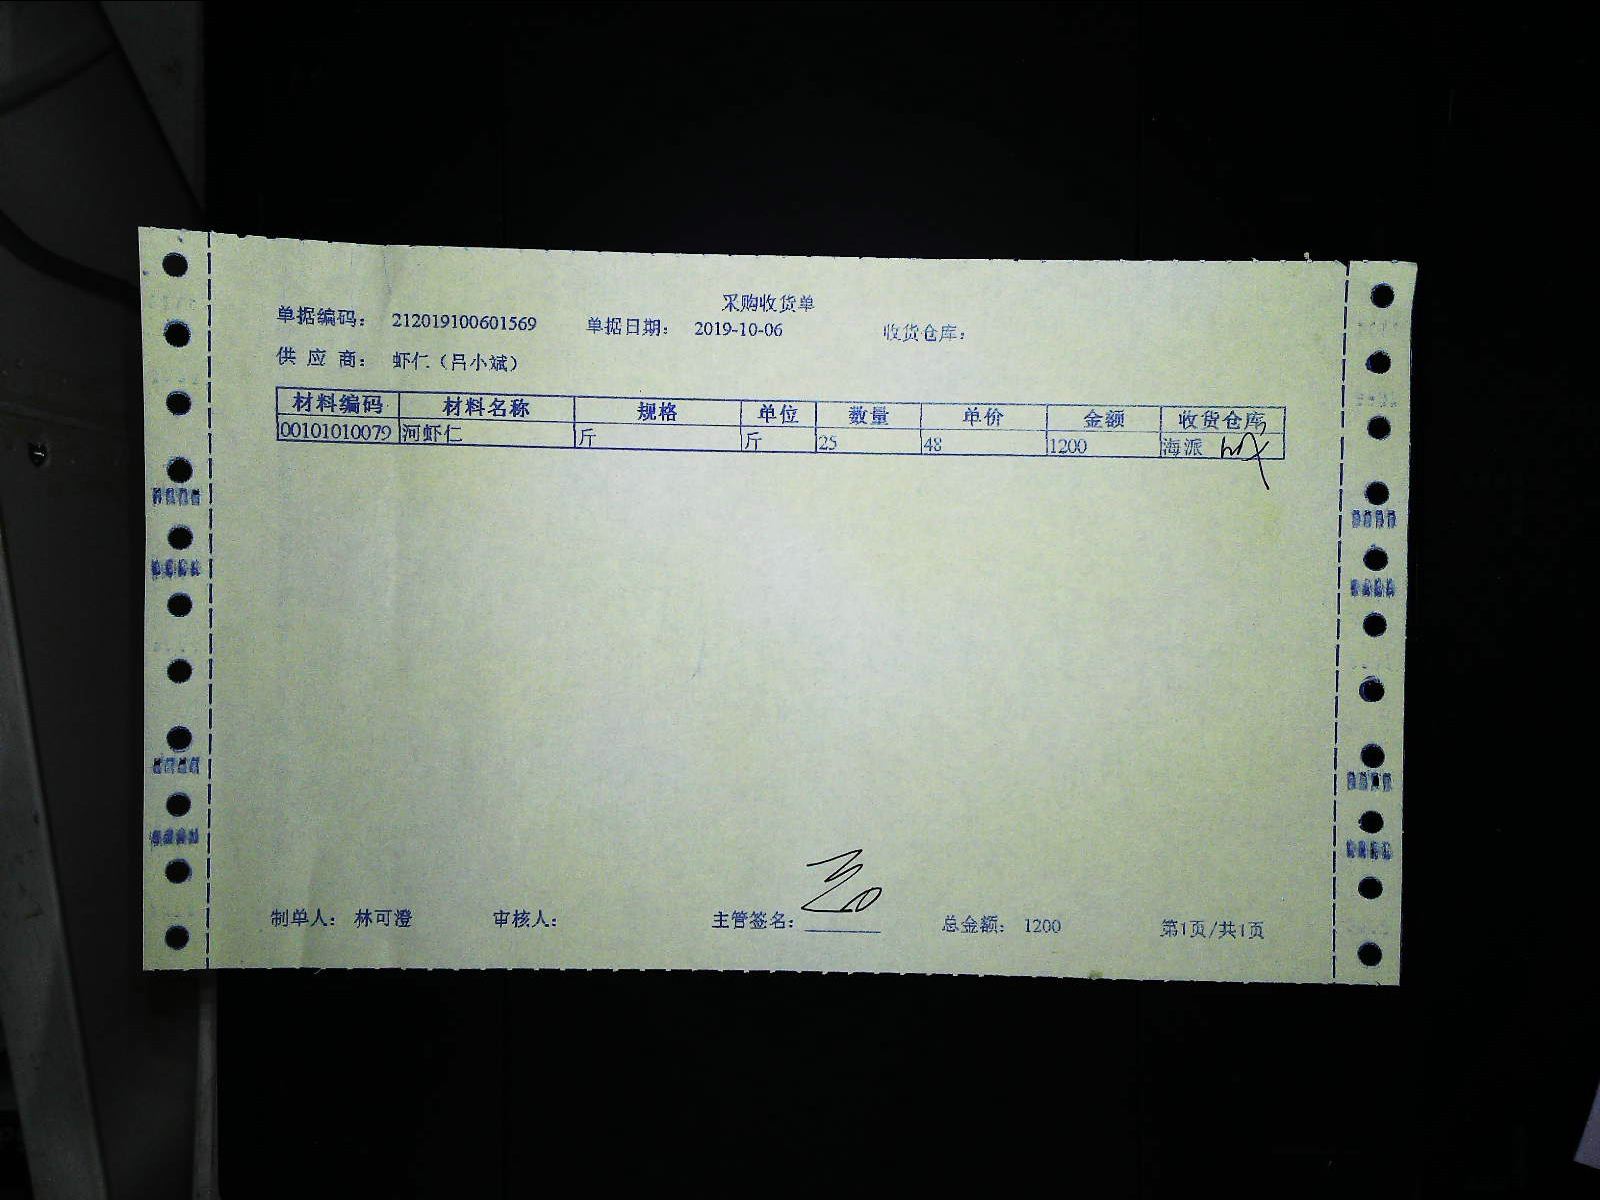 采购收货单
单据编码： 212019100601569 单据日期： 2019-10-06 收货仓库：
供 应 商： 虾仁（吕小斌）
材料编码 材料名称 规格 单位 数量 单价 金额 收货仓库
00101010079 河虾仁 斤 斤 25 48 1200 海派
制单人： 林可澄 审核人： 主管签名： 总金额： 1200 第1页/共1页